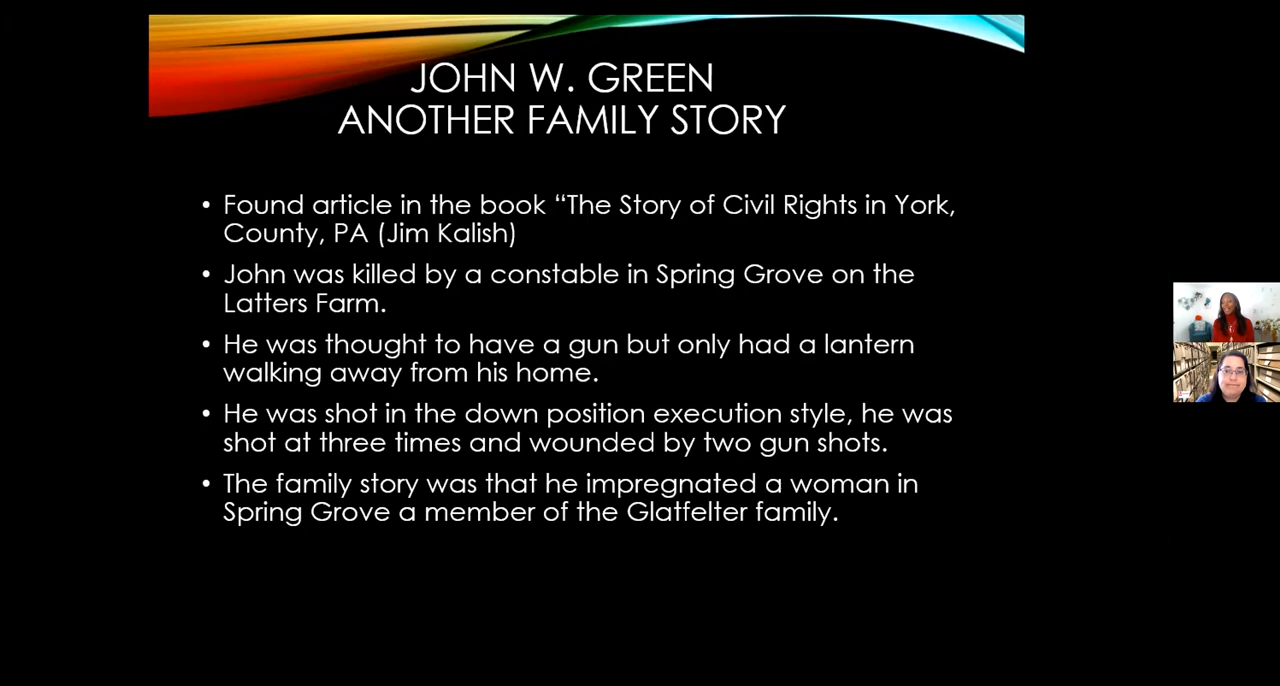 JOHN W. GREEN
ANOTHER FAMILY STORY
• Found article in the book “The Story of Civil Rights in York,
County, PA (Jim Kalish)
• John was killed by a constable in Spring Grove on the
Latters Farm.
• He was thought to have a gun but only had a lantern
walking away from his home.
• He was shot in the down position execution style, he was
shot at three times and wounded by two gun shots.
• The family story was that he impregnated a woman in
Spring Grove a member of the Glatfelter family.